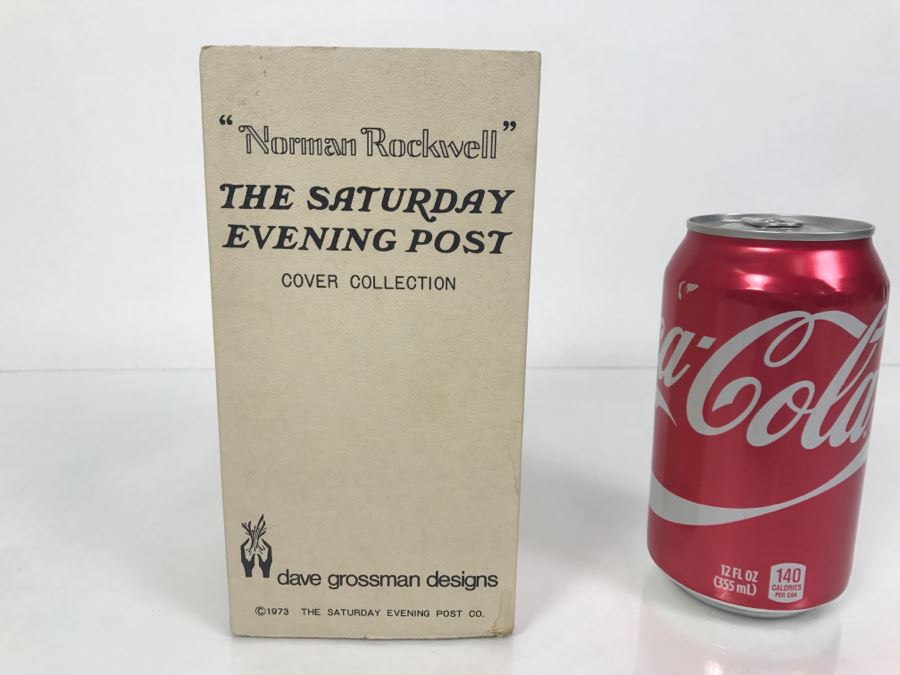 “Norman Rockwell”
THE SATURDAY
EVENING POST
COVER COLLECTION
dave grossman designs
©1973 THE SATURDAY EVENING POST CO.
a-Cola
12 FL OZ
(355 mL)
140
CALORIES
PER CAN